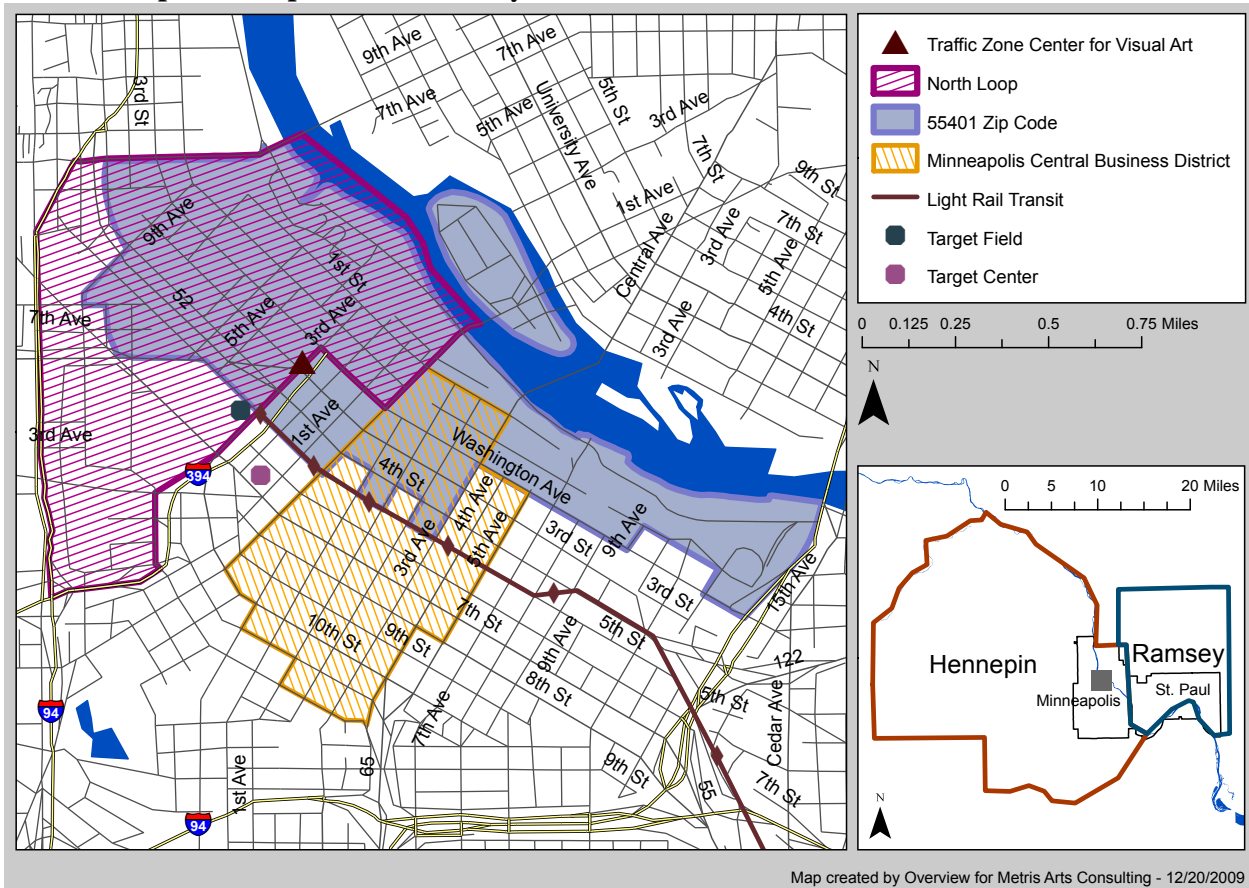 9th Ave
7th Ave
3rd St
5th St
University Ave
7th Ave
5th Ave
3rd Ave
7th St
9th St
1st Ave
7th St
9th Ave
3rd Ave
5th Ave
Central Ave
1st St
4th St
52
5th Ave
3rd Ave
3rd Ave
7th Ave
1st Ave
3rd Ave
Washington Ave
394
4th St
4th Ave
9th Ave
3rd Ave
5th Ave
3rd St
3rd St
15th Ave
7th St
10th St
9th St
5th St
9th Ave
122
8th St
5th St
94
7th Ave
Cedar Ave
1st Ave
65
9th St
55
7th St
94
Traffic Zone Center for Visual Art
North Loop
55401 Zip Code
Minneapolis Central Business District
Light Rail Transit
Target Field
Target Center
0 0.125 0.25 0.5 0.75 Miles
N
0 5 10 20 Miles
Hennepin
Ramsey
Minneapolis
St. Paul
N
Map created by Overview for Metris Arts Consulting - 12/20/2009